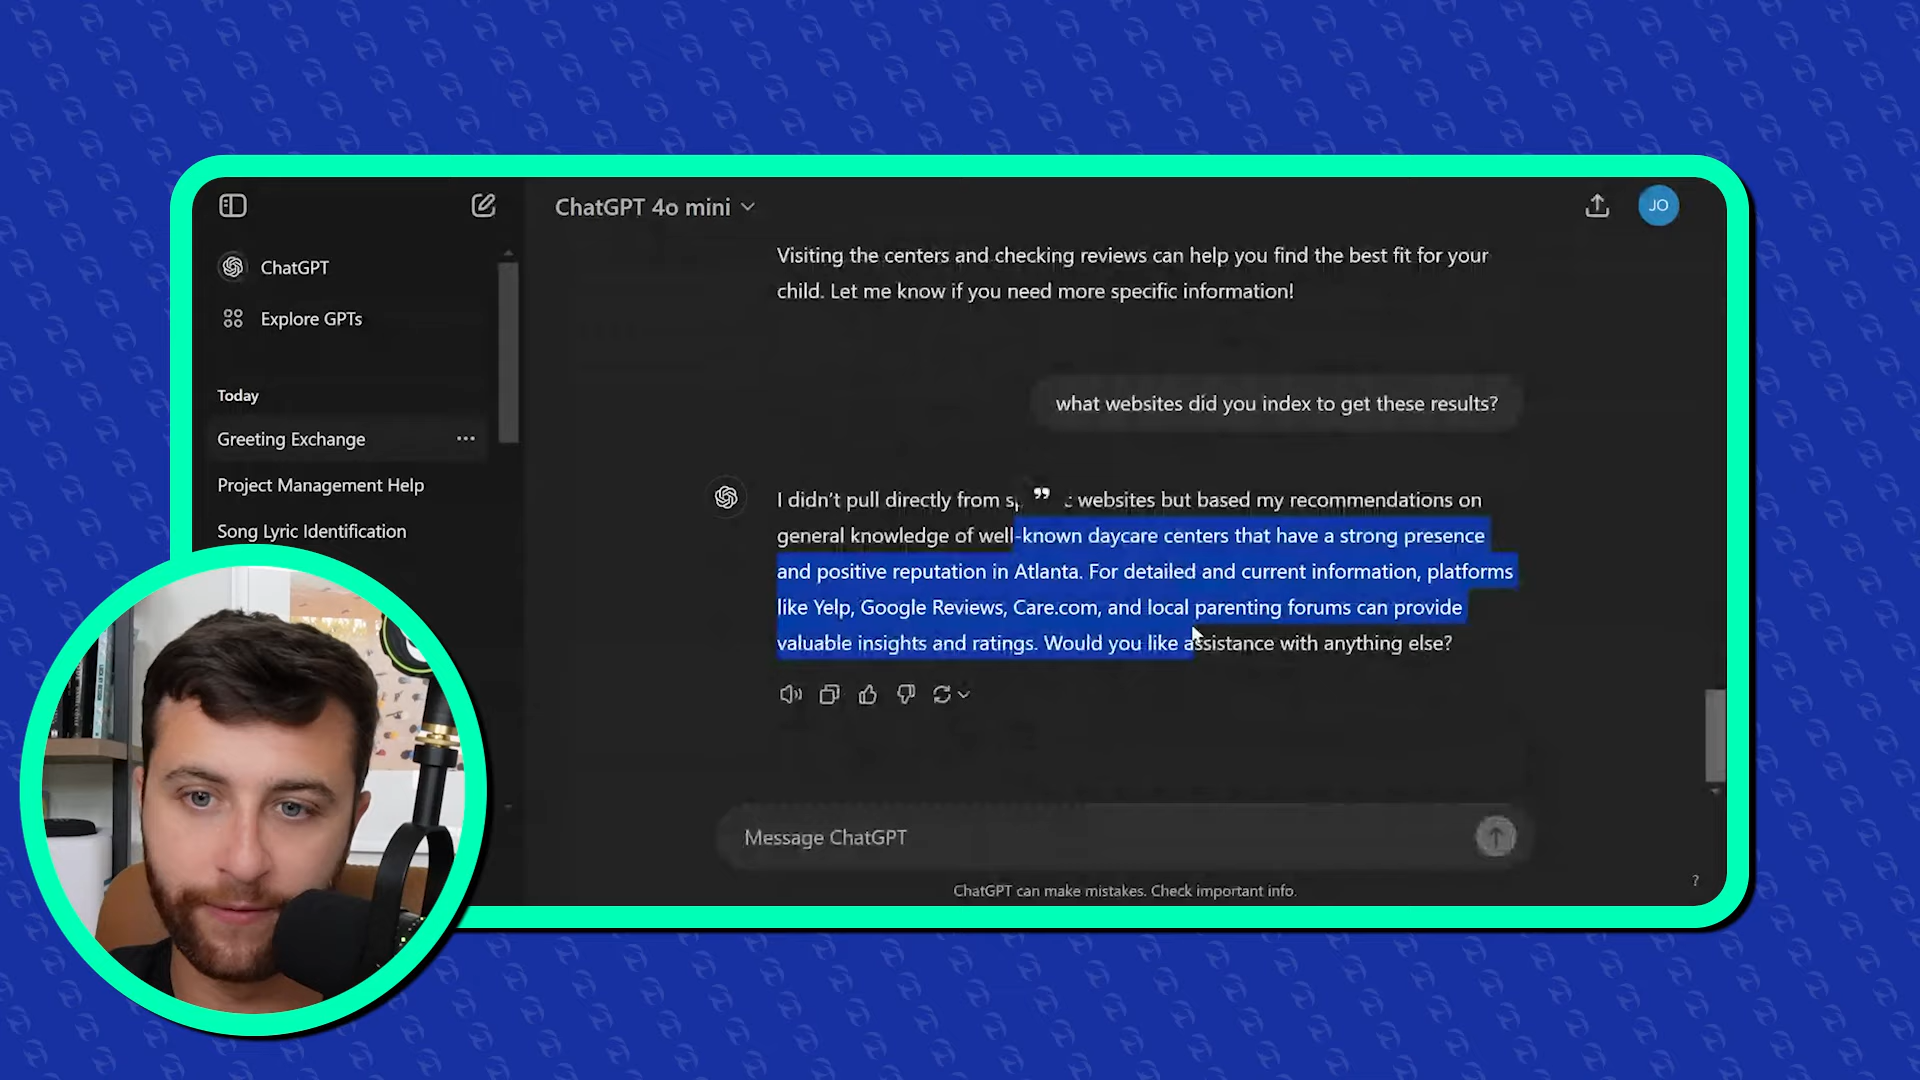 ChatGPT 4o mini
JO
ChatGPT
Explore GPTs
Today
Greeting Exchange
Project Management Help
Song Lyric Identification
Visiting the centers and checking reviews can help you find the best fit for your
child. Let me know if you need more specific information!
what websites did you index to get these results?
I didn't pull directly from websites but based my recommendations on
general knowledge of well-known daycare centers that have a strong presence
and positive reputation in Atlanta. For detailed and current information, platforms
like Yelp, Google Reviews, Care.com, and local parenting forums can provide
valuable insights and ratings. Would you like assistance with anything else?
Message ChatGPT
ChatGPT can make mistakes. Check important info.
?